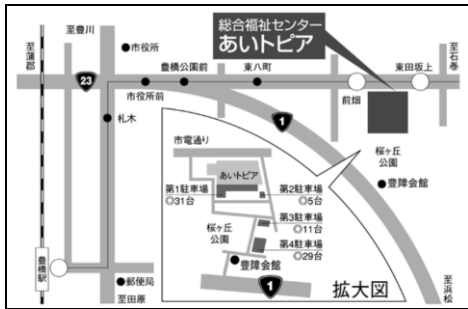 総合福祉センター
あいトピア
至豊川
至蒲郡
市役所
23
豊橋公園前
東八町
市役所前
前畑
東田坂上
至石巻
札木
1
桜ヶ丘
公園
豊障会館
市電通り
あいトピア
第1駐車場
◎31台
第2駐車場
◎5台
第3駐車場
◎11台
第4駐車場
◎29台
桜ヶ丘
公園
豊障会館
1
拡大図
豊橋駅
郵便局
至田原
至浜松